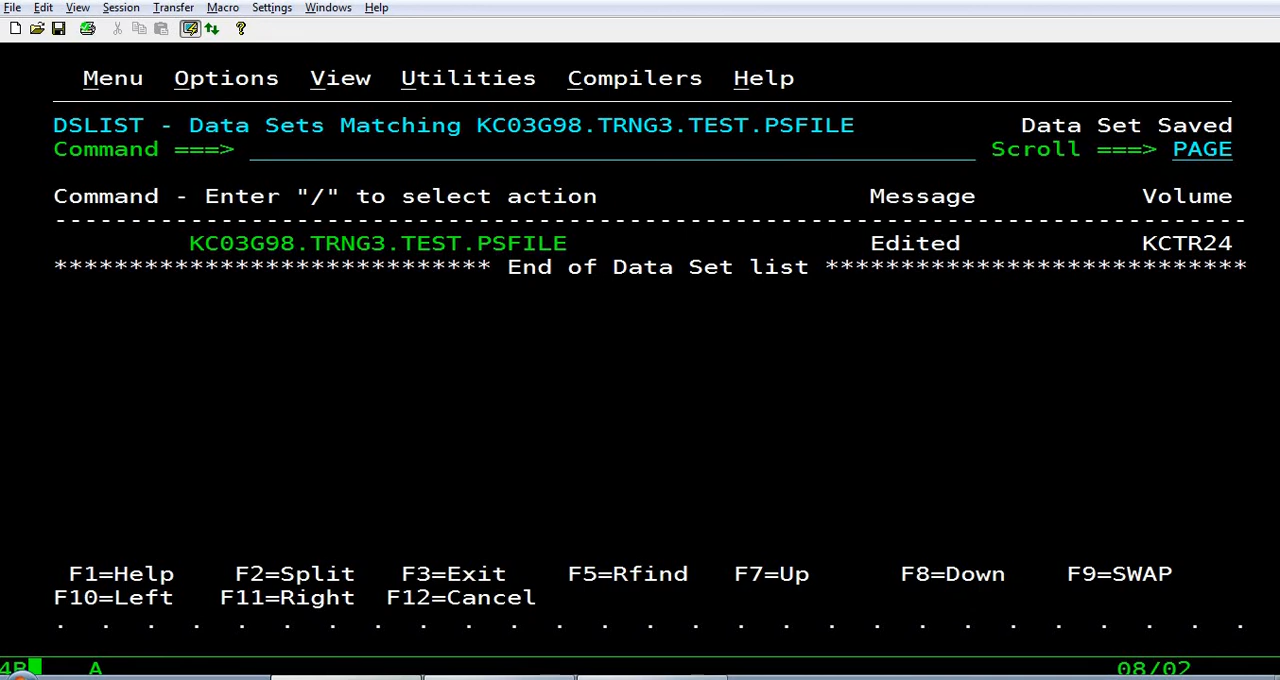 File Edit View Session Transfer Macro Settings Windows Help
Menu Options View Utilities Compilers Help
DSLIST - Data Sets Matching KC03G98.TRNG3.TEST.PSFILE Data Set Saved
Command ===> Scroll ===> PAGE
Command - Enter "/" to select action Message Volume
-------------------------------------------------------------------------------
KC03G98.TRNG3.TEST.PSFILE Edited KCTR24
***************************** End of Data Set list ****************************
F1=Help F2=Split F3=Exit F5=Rfind F7=Up F8=Down F9=SWAP
F10=Left F11=Right F12=Cancel
. . . . . . . . . . . . . . . . . . . . . . . . . . .
A 08/02